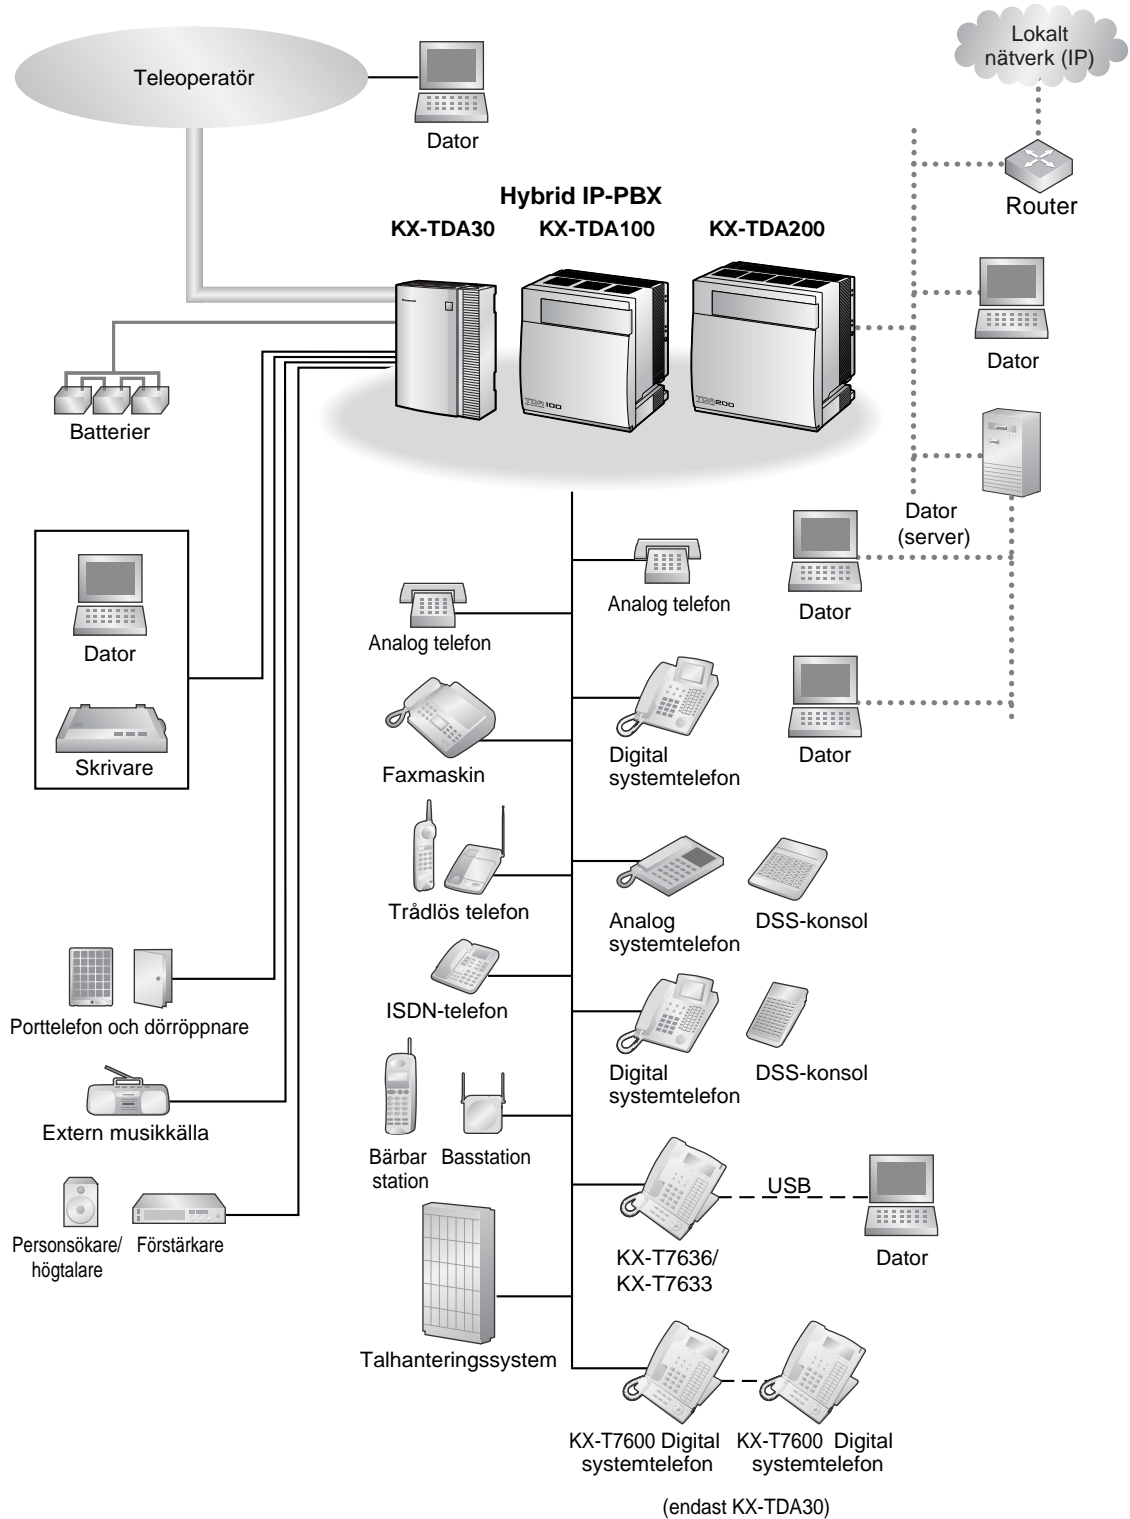 Lokalt
nätverk (IP)
Teleoperatör
Dator
Router
Hybrid IP-PBX
KX-TDA30
KX-TDA100
KX-TDA200
Panasonic
TDA100
TDA200
Dator
Batterier
Dator
(server)
Dator
Analog telefon
Analog telefon
Dator
Skrivare
Faxmaskin
Digital
systemtelefon
Dator
Trådlös telefon
Analog
systemtelefon
DSS-konsol
Porttelefon och dörröppnare
ISDN-telefon
Digital
systemtelefon
DSS-konsol
Extern musikkälla
Bärbar
station
Basstation
USB
Personsökare/
högtalare
Förstärkare
KX-T7636/
KX-T7633
Dator
Talhanteringssystem
KX-T7600 Digital
systemtelefon
KX-T7600 Digital
systemtelefon
(endast KX-TDA30)